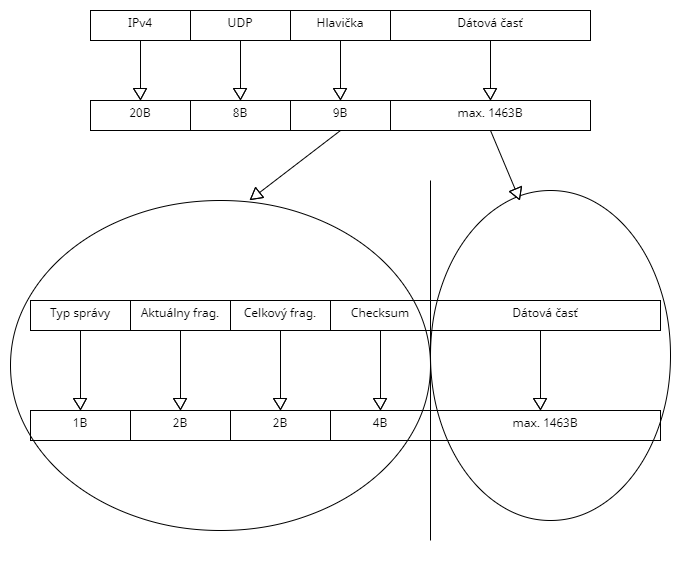 IPv4 UDP Hlavička Dátová časť
20B 8B 9B max. 1463B
Typ správy Aktuálny frag. Celkový frag. Checksum Dátová časť
1B 2B 2B 4B max. 1463B